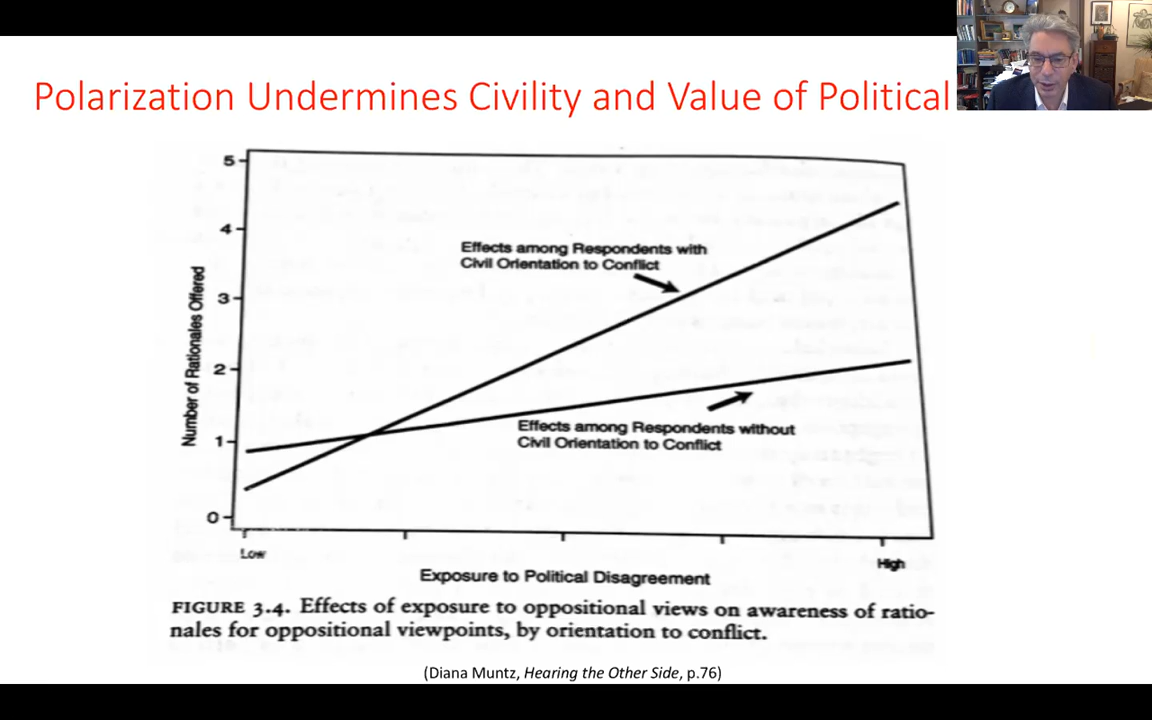 Polarization Undermines Civility and Value of Political
5
4
3
2
1
0
Number of Rationales Offered
Effects among Respondents with
Civil Orientation to Conflict
Effects among Respondents without
Civil Orientation to Conflict
Low
High
Exposure to Political Disagreement
FIGURE 3.4. Effects of exposure to oppositional views on awareness of ratio-
nales for oppositional viewpoints, by orientation to conflict.
(Diana Muntz, Hearing the Other Side, p.76)